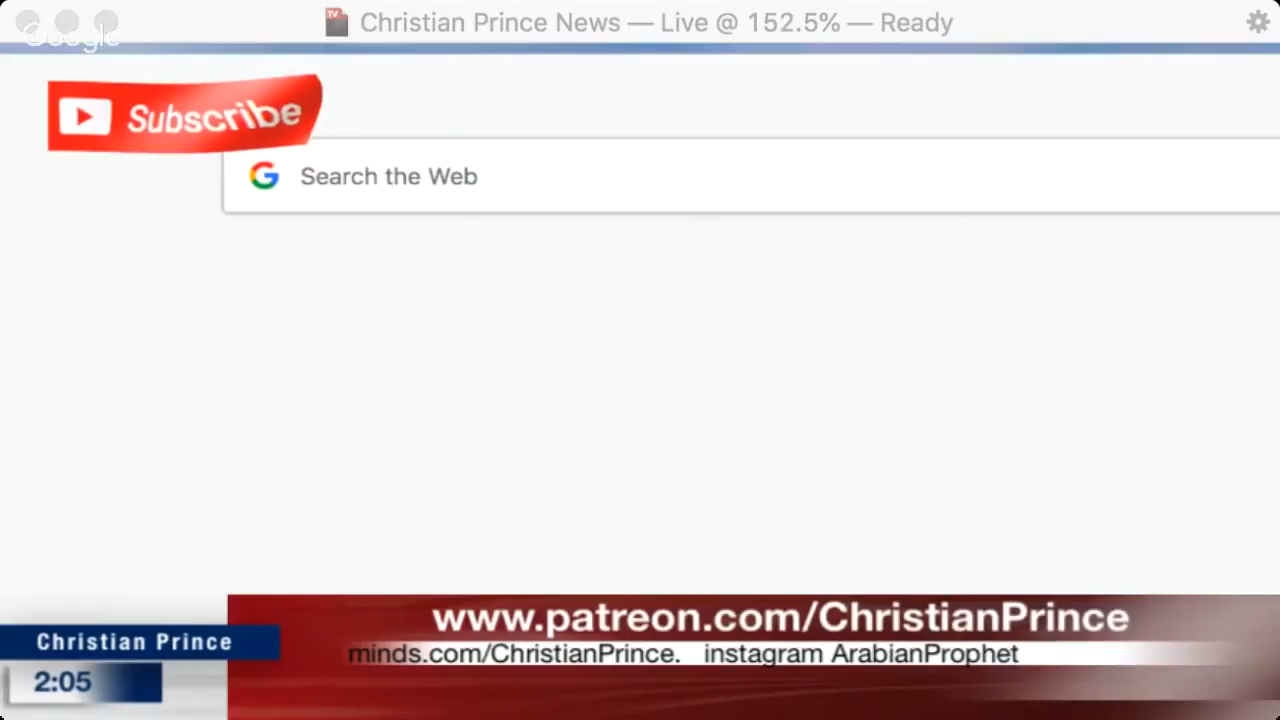 Christian Prince News — Live @ 152.5% — Ready
Google
Subscribe
G Search the Web
www.patreon.com/ChristianPrince
Christian Prince
minds.com/ChristianPrince. instagram ArabianProphet
2:05